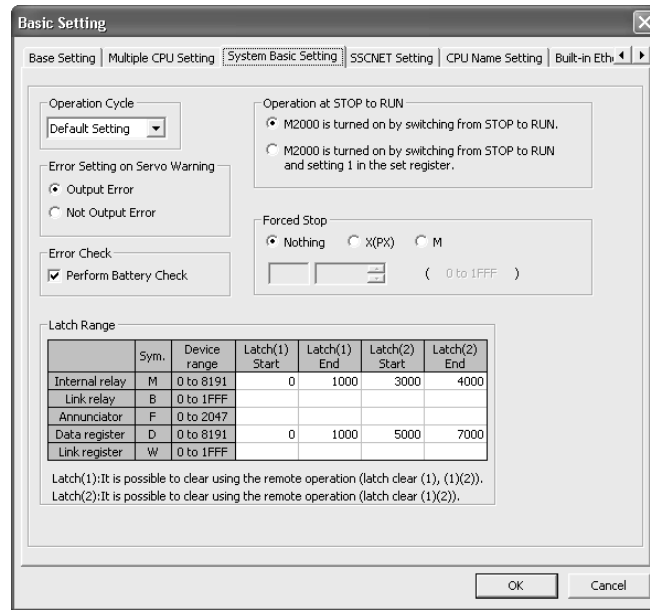 Basic Setting
Base Setting Multiple CPU Setting System Basic Setting SSCNET Setting CPU Name Setting Built-in Eth
Operation Cycle
Default Setting
Error Setting on Servo Warning
Output Error
Not Output Error
Error Check
Perform Battery Check
Operation at STOP to RUN
M2000 is turned on by switching from STOP to RUN.
M2000 is turned on by switching from STOP to RUN
and setting 1 in the set register.
Forced Stop
Nothing X(PX) M
( 0 to 1FFF )
Latch Range
Sym. Device range Latch(1) Start Latch(1) End Latch(2) Start Latch(2) End
Internal relay M 0 to 8191 0 1000 3000 4000
Link relay B 0 to 1FFF
Annunciator F 0 to 2047
Data register D 0 to 8191 0 1000 5000 7000
Link register W 0 to 1FFF
Latch(1):It is possible to clear using the remote operation (latch clear (1), (1)(2)).
Latch(2):It is possible to clear using the remote operation (latch clear (1)(2)).
OK Cancel